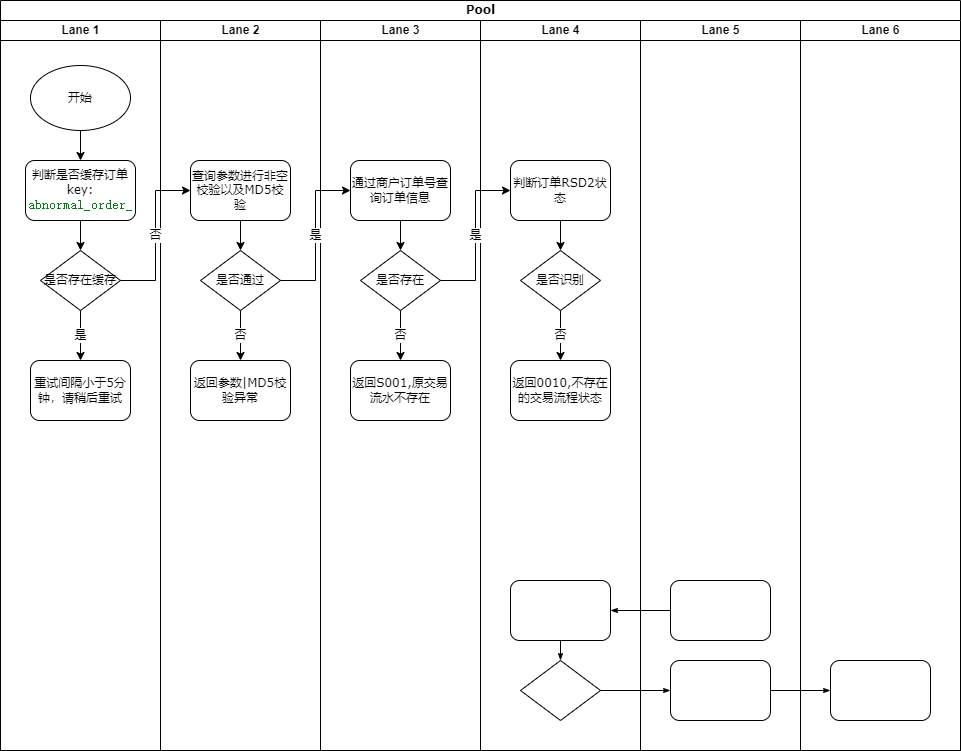 Pool
Lane 1
Lane 2
Lane 3
Lane 4
Lane 5
Lane 6
开始
判断是否缓存订单
key:
abnormal_order_
是否存在缓存
是
重试间隔小于5分
钟，请稍后重试
否
查询参数进行非空
校验以及MD5校
验
是否通过
否
返回参数|MD5校
验异常
是
通过商户订单号查
询订单信息
是否存在
否
返回S001,原交易
流水不存在
是
判断订单RSD2状
态
是否识别
否
返回0010,不存在
的交易流程状态